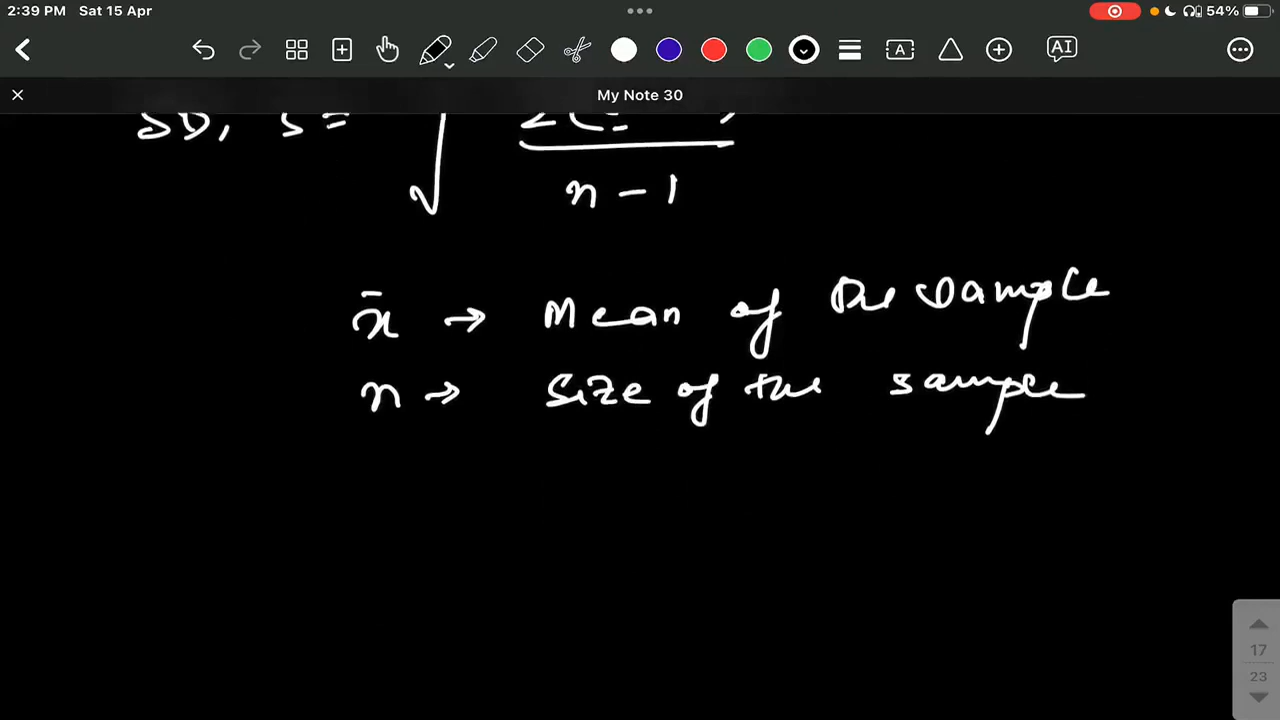 2:39 PM Sat 15 Apr 54%
A AI
My Note 30
SD, s =
n - 1
x̄ → Mean of the sample
n → Size of the sample
17
23